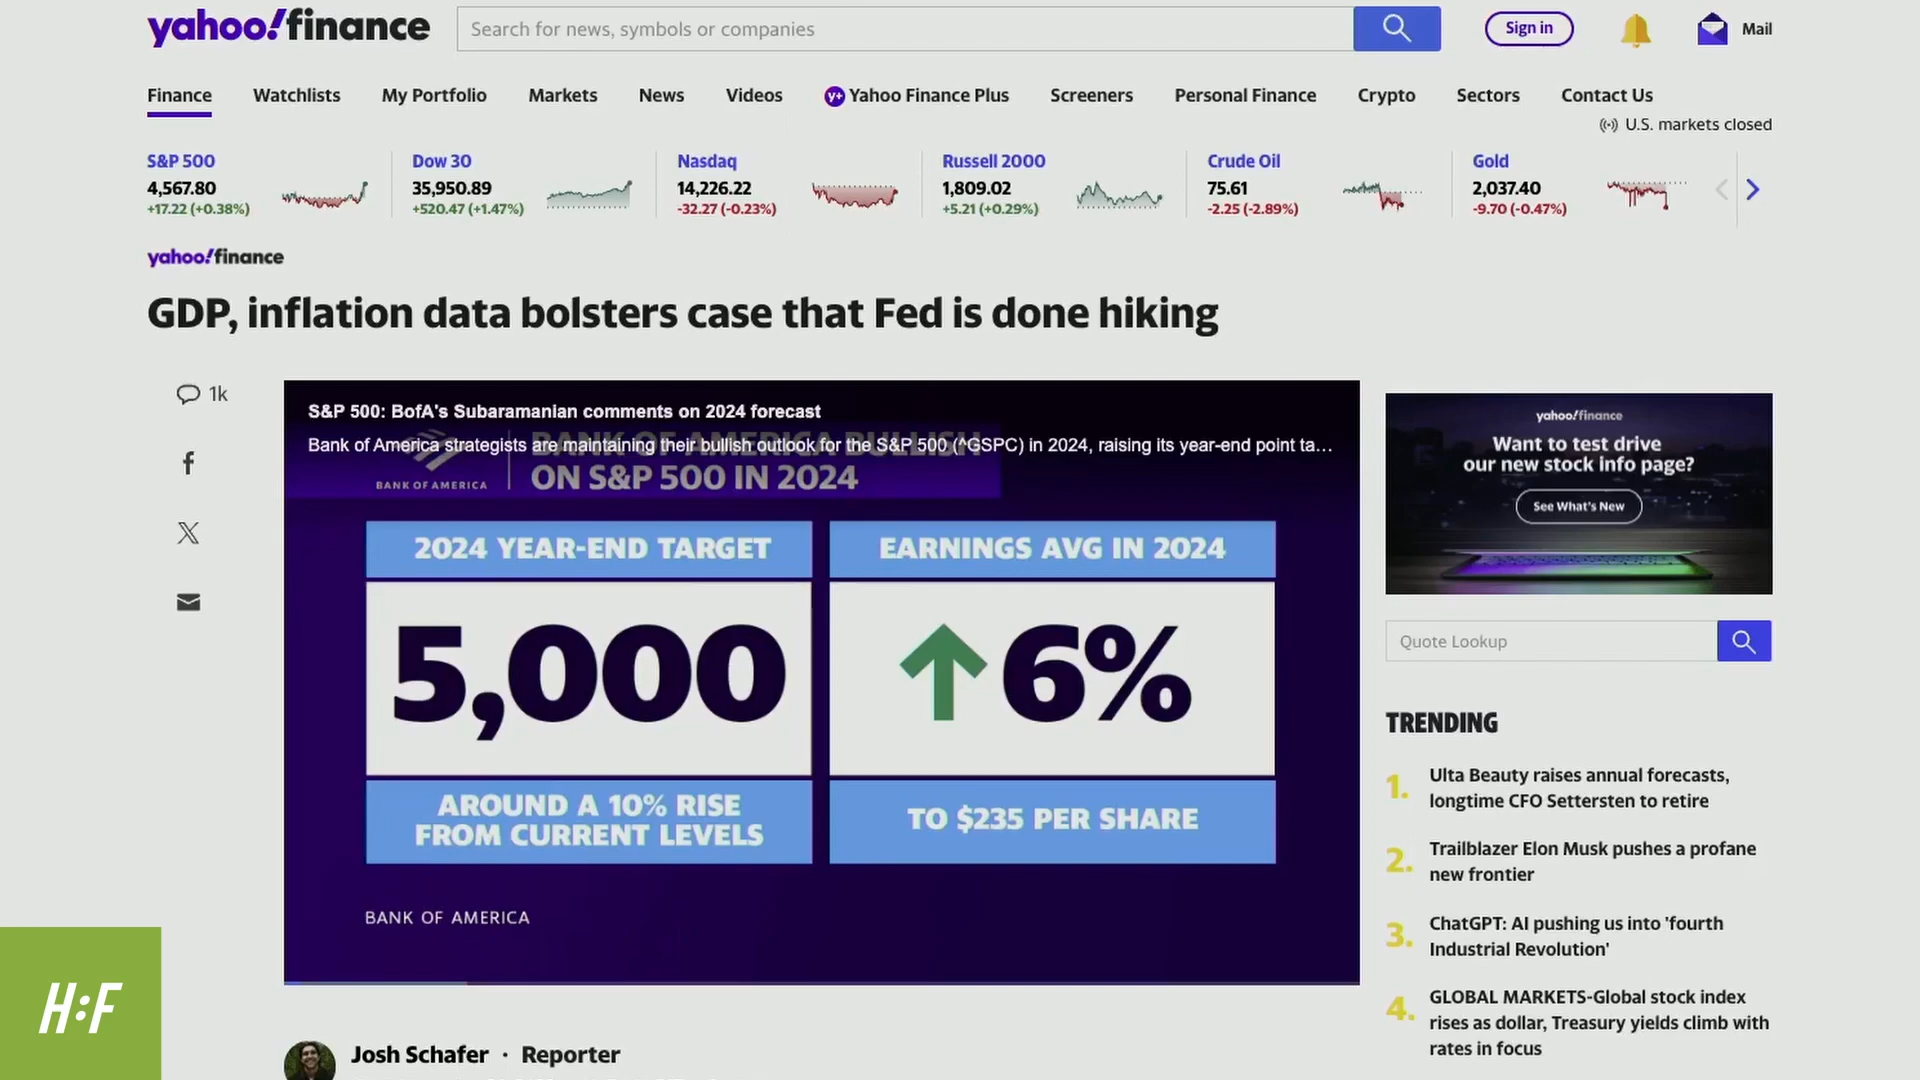 yahoo!finance
Search for news, symbols or companies
Sign in
Mail
Finance
Watchlists
My Portfolio
Markets
News
Videos
y+ Yahoo Finance Plus
Screeners
Personal Finance
Crypto
Sectors
Contact Us
U.S. markets closed
S&P 500
4,567.80
+17.22 (+0.38%)
Dow 30
35,950.89
+520.47 (+1.47%)
Nasdaq
14,226.22
-32.27 (-0.23%)
Russell 2000
1,809.02
+5.21 (+0.29%)
Crude Oil
75.61
-2.25 (-2.89%)
Gold
2,037.40
-9.70 (-0.47%)
yahoo!finance
GDP, inflation data bolsters case that Fed is done hiking
1k
S&P 500: BofA's Subaramanian comments on 2024 forecast
Bank of America strategists are maintaining their bullish outlook for the S&P 500 (^GSPC) in 2024, raising its year-end point ta...
BANK OF AMERICA
BANK OF AMERICA BULLISH
ON S&P 500 IN 2024
2024 YEAR-END TARGET
5,000
AROUND A 10% RISE
FROM CURRENT LEVELS
EARNINGS AVG IN 2024
6%
TO $235 PER SHARE
BANK OF AMERICA
yahoo!finance
Want to test drive
our new stock info page?
See What's New
Quote Lookup
TRENDING
1. Ulta Beauty raises annual forecasts,
longtime CFO Settersten to retire
2. Trailblazer Elon Musk pushes a profane
new frontier
3. ChatGPT: AI pushing us into 'fourth
Industrial Revolution'
4. GLOBAL MARKETS-Global stock index
rises as dollar, Treasury yields climb with
rates in focus
H:F
Josh Schafer · Reporter